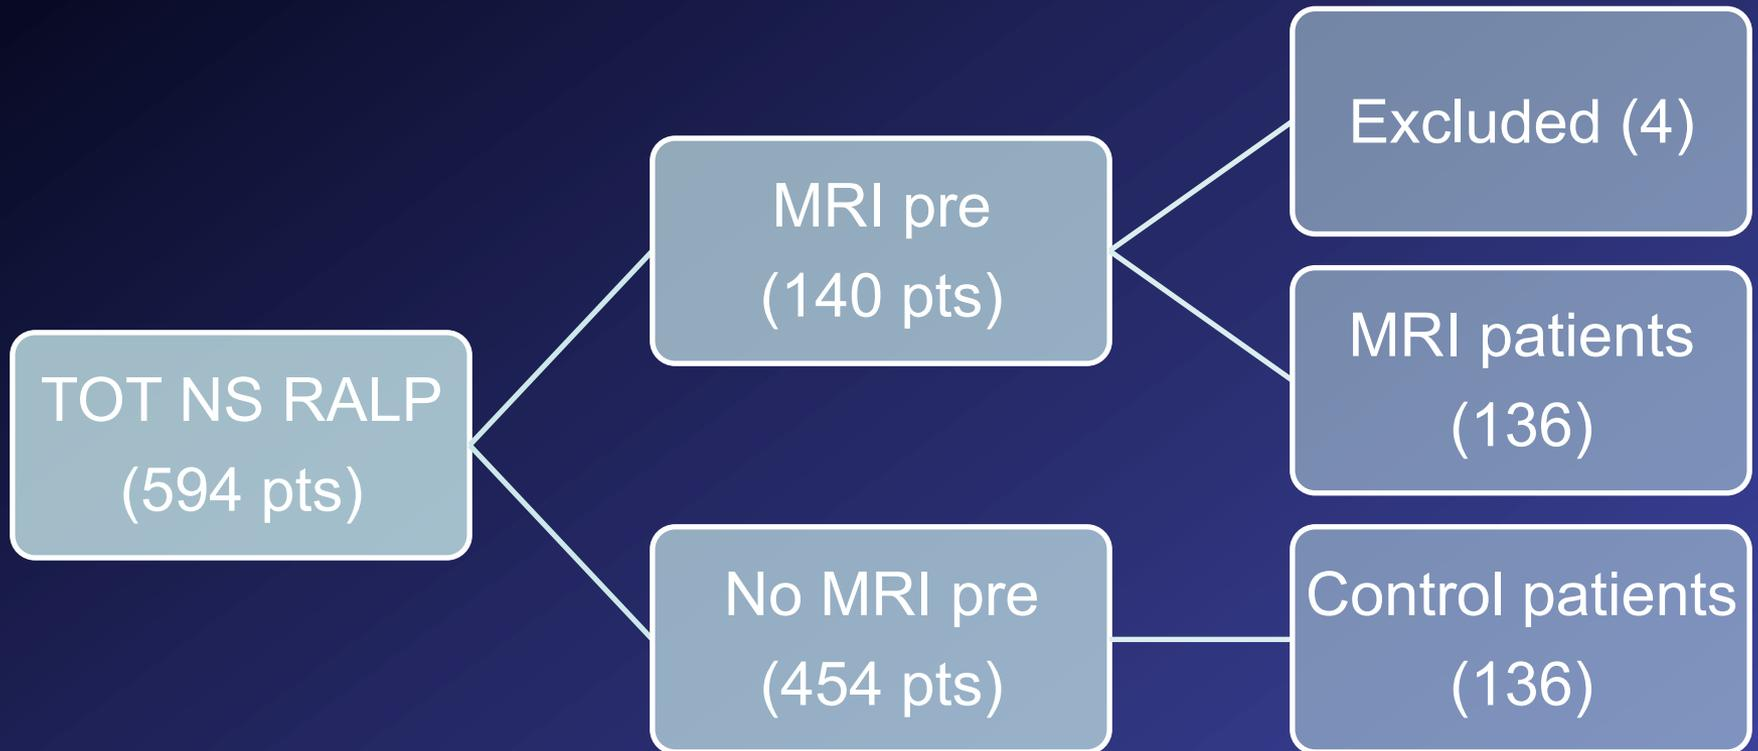 TOT NS RALP
(594 pts)
MRI pre
(140 pts)
No MRI pre
(454 pts)
Excluded (4)
MRI patients
(136)
Control patients
(136)